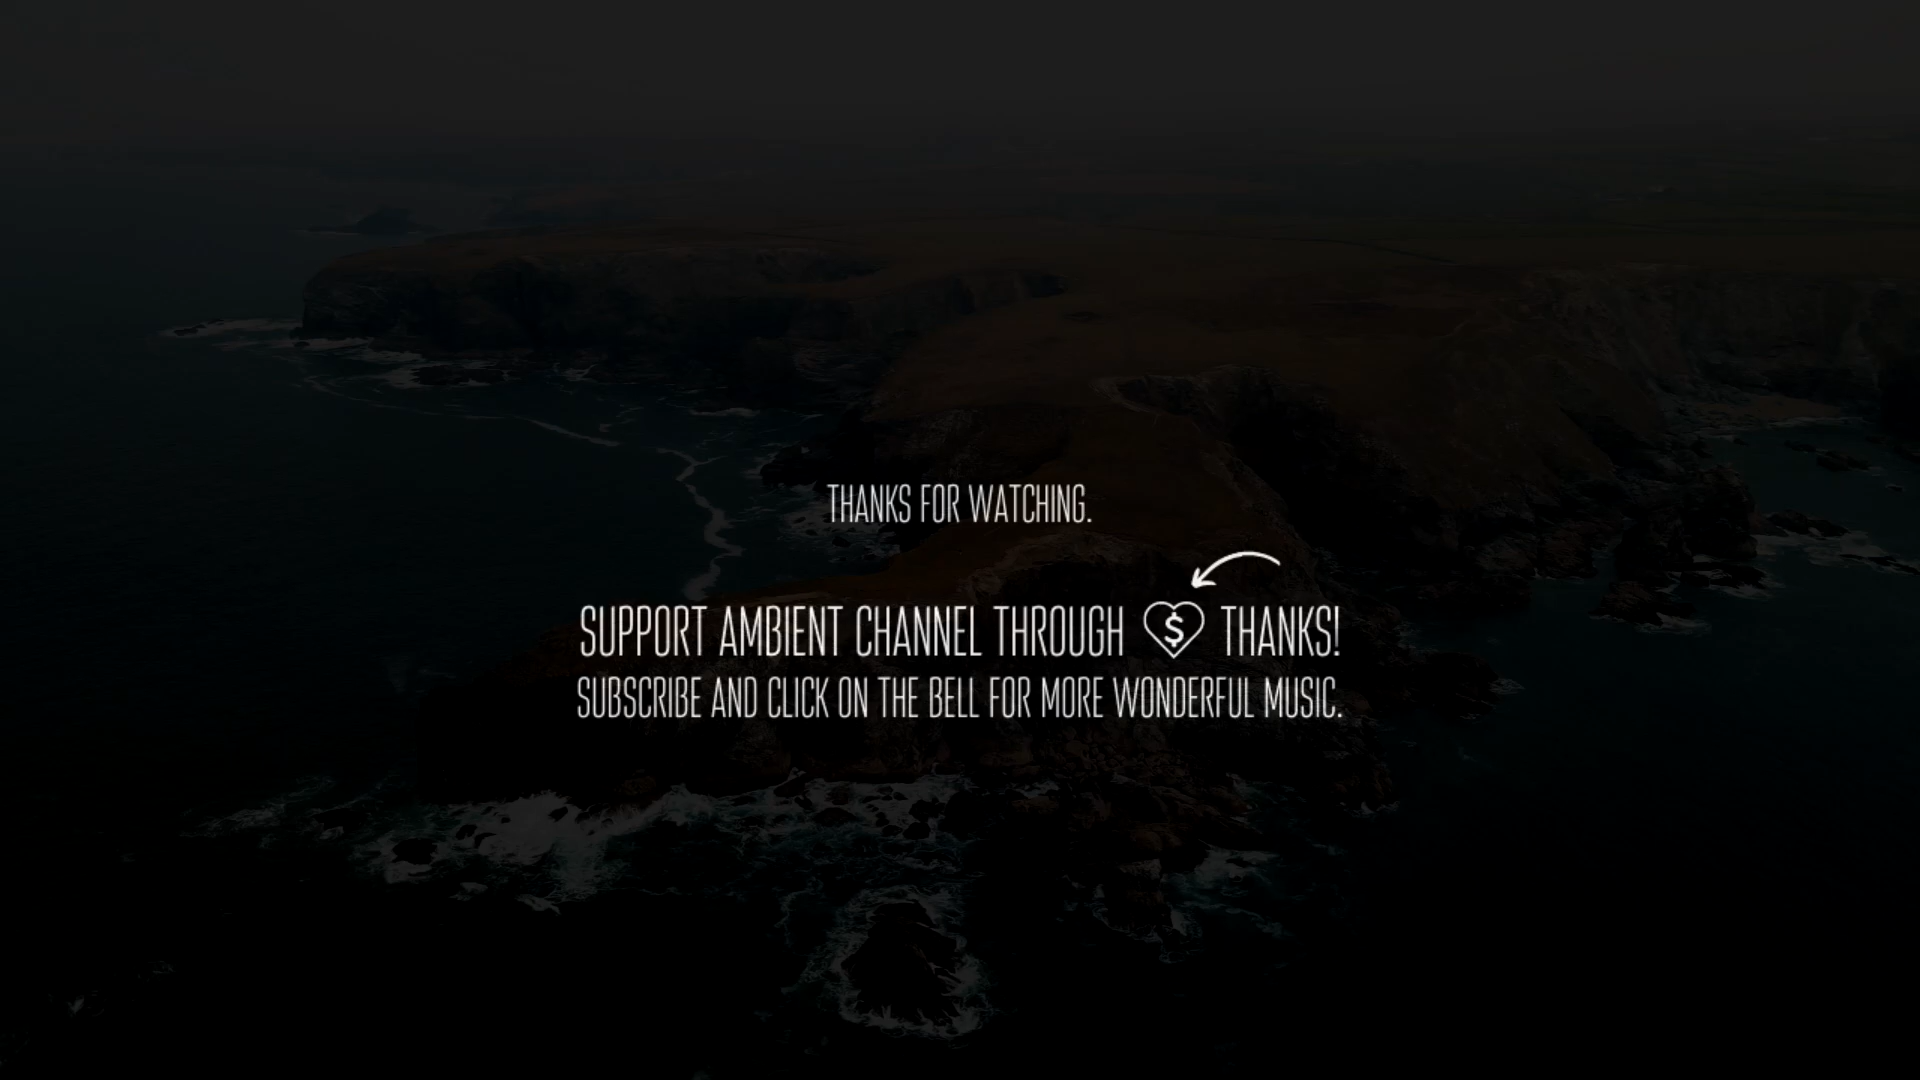 THANKS FOR WATCHING.
SUPPORT AMBIENT CHANNEL THROUGH $ THANKS!
SUBSCRIBE AND CLICK ON THE BELL FOR MORE WONDERFUL MUSIC.